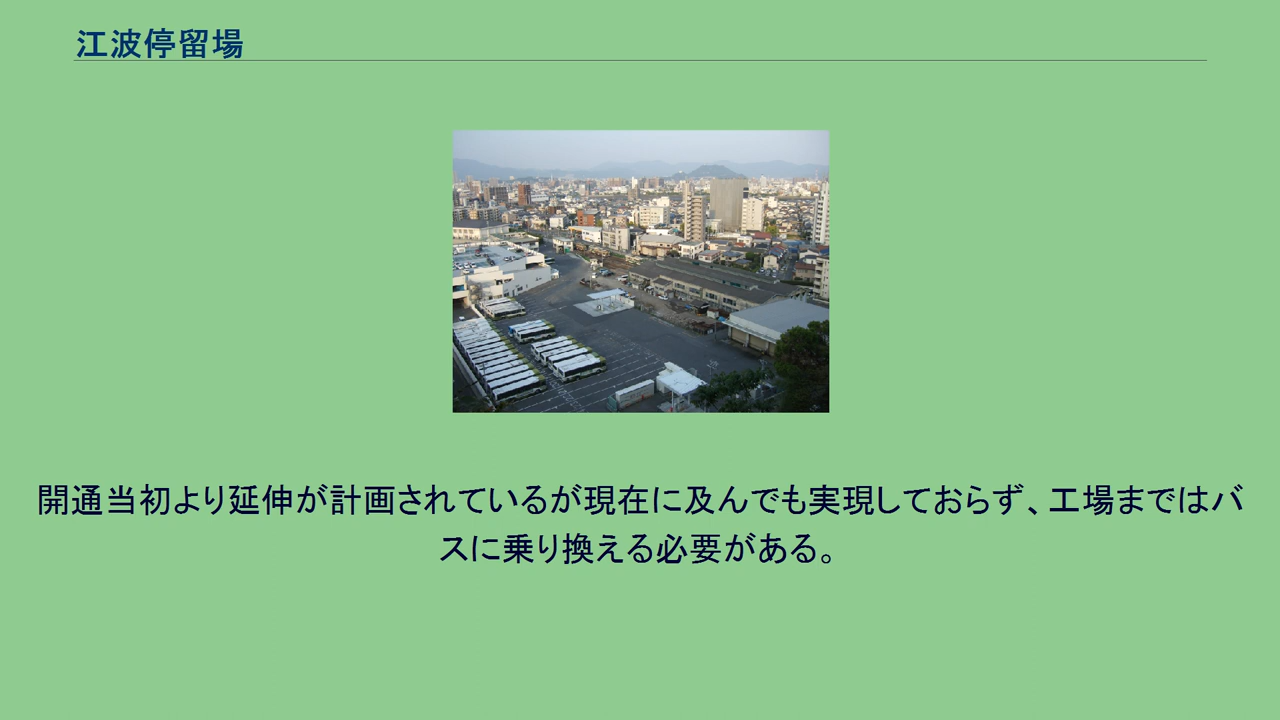 江波停留場
開通当初より延伸が計画されているが現在に及んでも実現しておらず、工場まではバ
スに乗り換える必要がある。